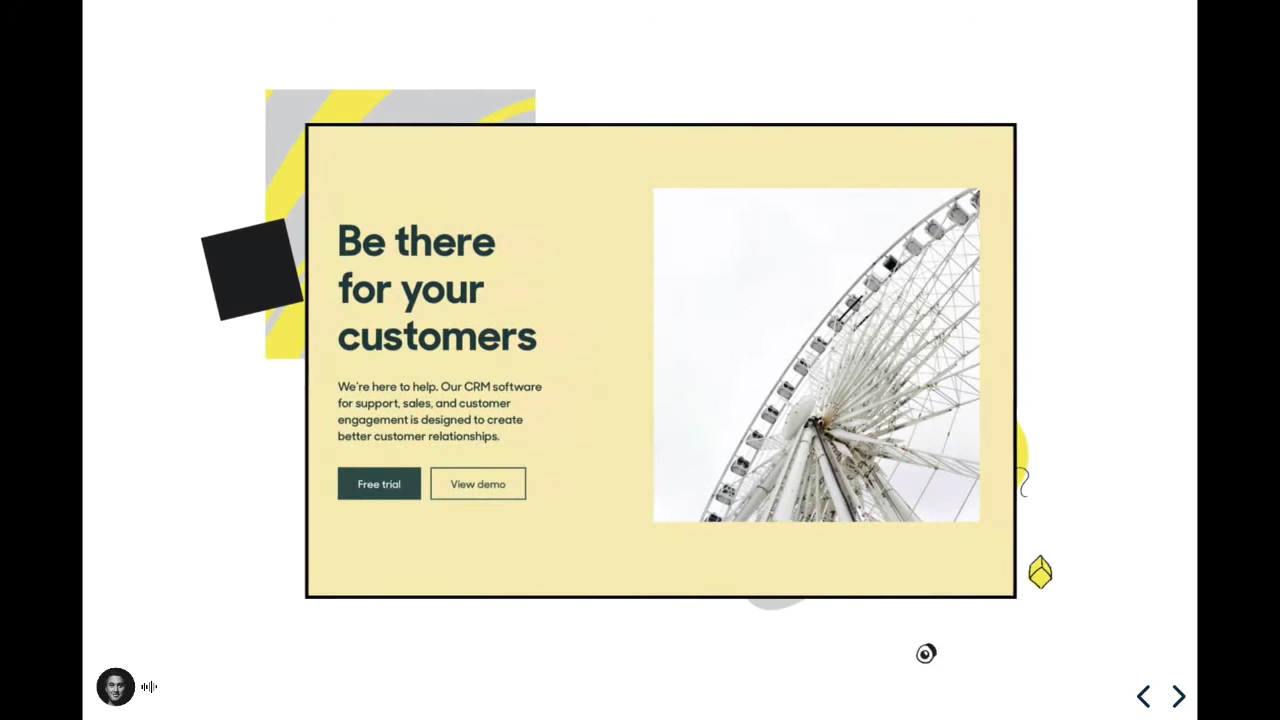 Be there
for your
customers
We're here to help. Our CRM software
for support, sales, and customer
engagement is designed to create
better customer relationships.
Free trial
View demo